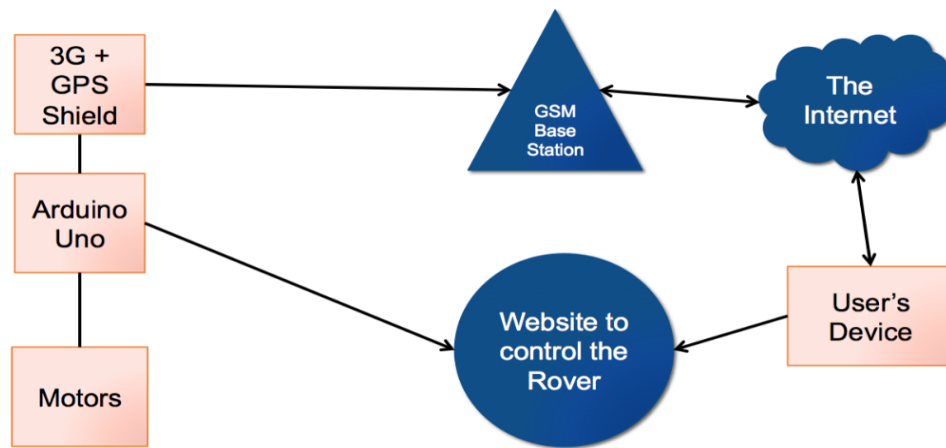 3G +
GPS
Shield
GSM
Base
Station
The
Internet
Arduino
Uno
Website to
control the
Rover
User's
Device
Motors